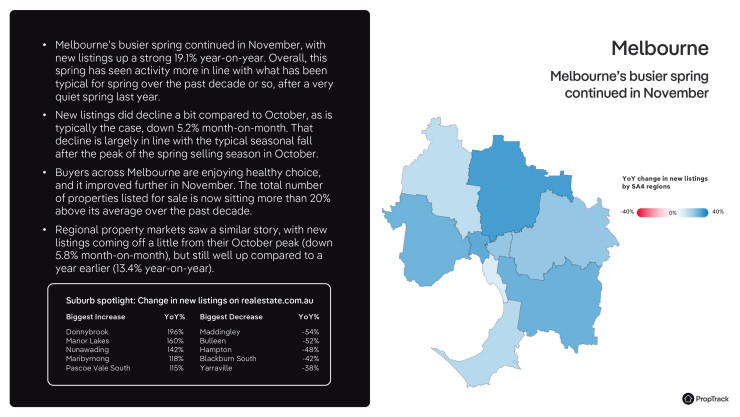 • Melbourne's busier spring continued in November, with
new listings up a strong 19.1% year-on-year. Overall, this
spring has seen activity more in line with what has been
typical for spring over the past decade or so, after a very
quiet spring last year.
• New listings did decline a bit compared to October, as is
typically the case, down 5.2% month-on-month. That
decline is largely in line with the typical seasonal fall
after the peak of the spring selling season in October.
• Buyers across Melbourne are enjoying healthy choice,
and it improved further in November. The total number
of properties listed for sale is now sitting more than 20%
above its average over the past decade.
• Regional property markets saw a similar story, with new
listings coming off a little from their October peak (down
5.8% month-on-month), but still well up compared to a
year earlier (13.4% year-on-year).
Suburb spotlight: Change in new listings on realestate.com.au
Biggest Increase YoY% Biggest Decrease YoY%
Donnybrook 196% Maddingley -54%
Manor Lakes 160% Bulleen -52%
Nunawading 142% Hampton -48%
Maribyrnong 118% Blackburn South -42%
Pascoe Vale South 115% Yarraville -38%
Melbourne
Melbourne's busier spring
continued in November
YoY change in new listings
by SA4 regions
-40% 0% 40%
PropTrack